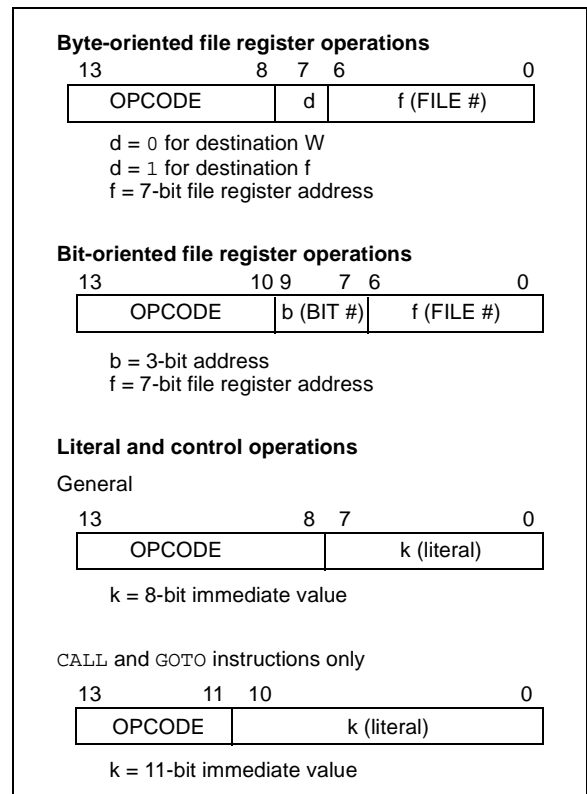 Byte-oriented file register operations
13 8 7 6 0
OPCODE d f (FILE #)
d = 0 for destination W
d = 1 for destination f
f = 7-bit file register address
Bit-oriented file register operations
13 10 9 7 6 0
OPCODE b (BIT #) f (FILE #)
b = 3-bit address
f = 7-bit file register address
Literal and control operations
General
13 8 7 0
OPCODE k (literal)
k = 8-bit immediate value
CALL and GOTO instructions only
13 11 10 0
OPCODE k (literal)
k = 11-bit immediate value